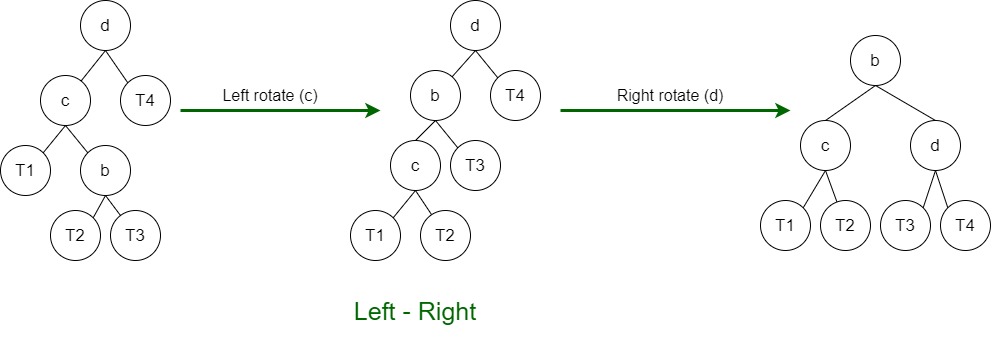 d
c
T4
T1
b
T2
T3
Left rotate (c)
d
b
T4
c
T3
T1
T2
Right rotate (d)
b
c
d
T1
T2
T3
T4
Left - Right